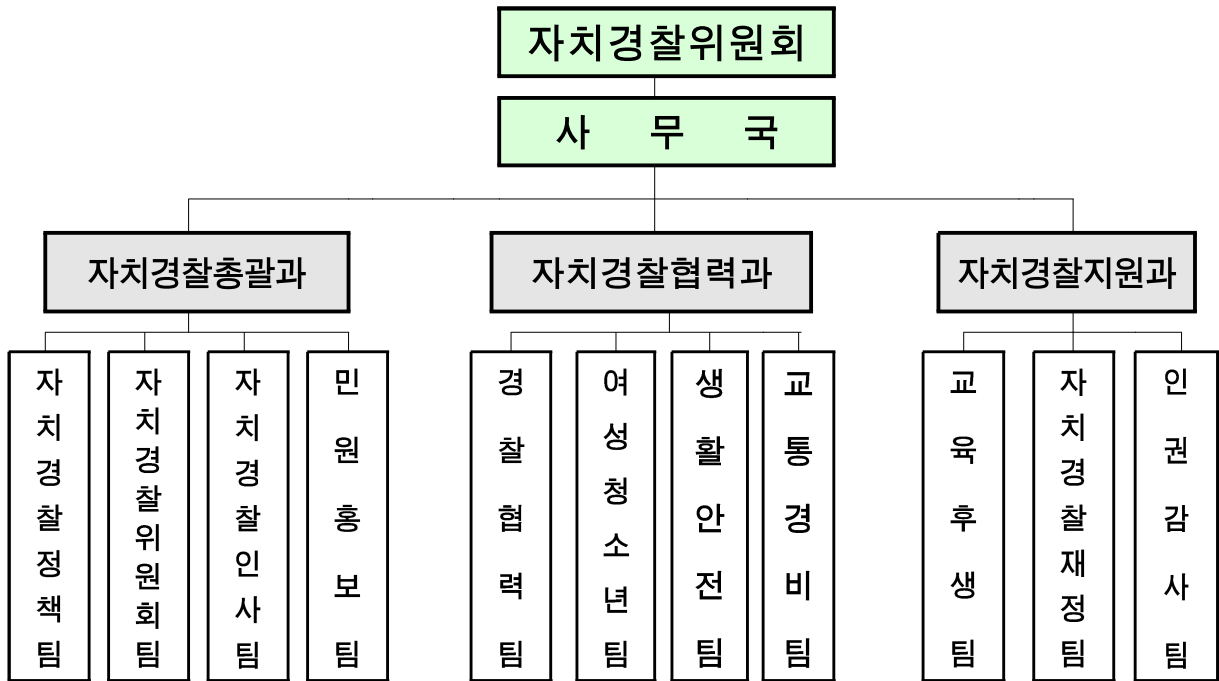 자치경찰위원회
사 무 국
자치경찰총괄과
자치경찰협력과
자치경찰지원과
자치경찰정책팀
자치경찰위원회팀
자치경찰인사팀
민원홍보팀
경찰협력팀
여성청소년팀
생활안전팀
교통경비팀
교육후생팀
자치경찰재정팀
인권감사팀